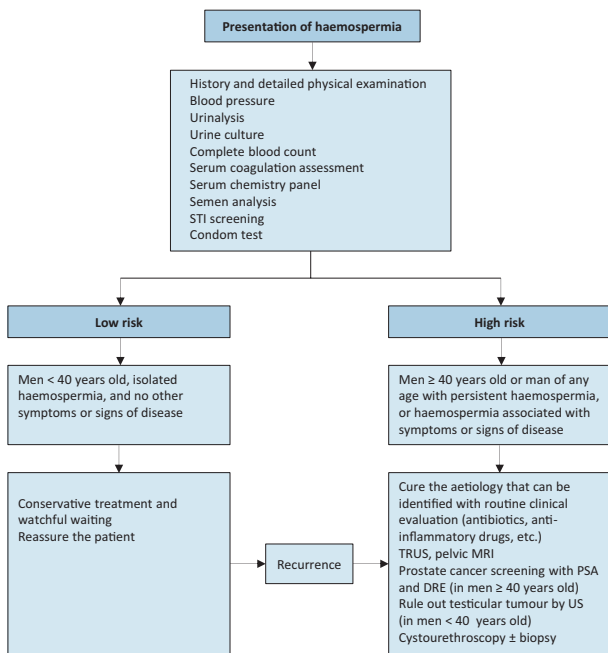 Presentation of haemospermia
History and detailed physical examination
Blood pressure
Urinalysis
Urine culture
Complete blood count
Serum coagulation assessment
Serum chemistry panel
Semen analysis
STI screening
Condom test
Low risk
High risk
Men < 40 years old, isolated
haemospermia, and no other
symptoms or signs of disease
Men ≥ 40 years old or man of any
age with persistent haemospermia,
or haemospermia associated with
symptoms or signs of disease
Conservative treatment and
watchful waiting
Reassure the patient
Recurrence
Cure the aetiology that can be
identified with routine clinical
evaluation (antibiotics, anti-
inflammatory drugs, etc.)
TRUS, pelvic MRI
Prostate cancer screening with PSA
and DRE (in men ≥ 40 years old)
Rule out testicular tumour by US
(in men < 40 years old)
Cystourethroscopy ± biopsy